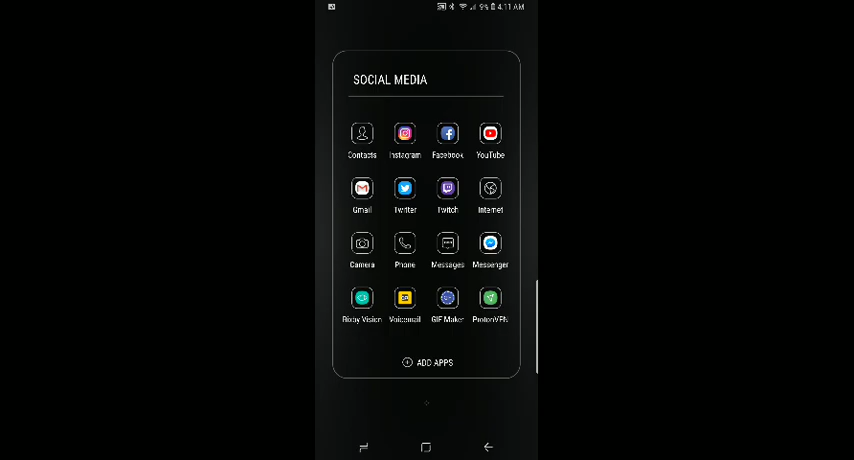 9% 4:11 AM
SOCIAL MEDIA
Contacts Instagram Facebook YouTube
Gmail Twitter Twitch Internet
Camera Phone Messages Messenger
Bixby Vision Voicemail GIF Maker ProtonVPN
ADD APPS